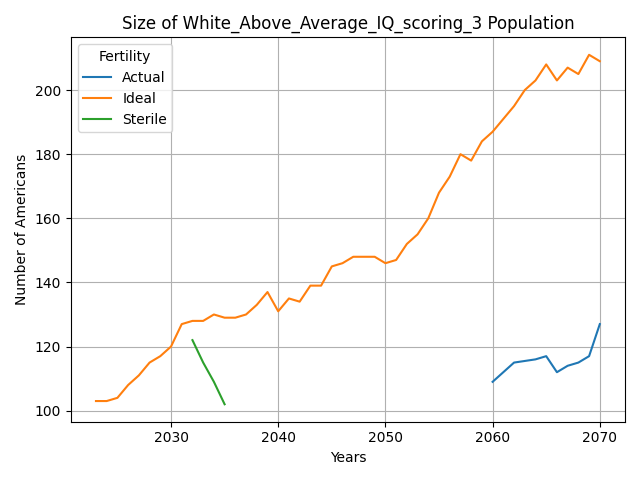 Size of White_Above_Average_IQ_scoring_3 Population
Fertility
Actual
Ideal
Sterile
Number of Americans
200
180
160
140
120
100
2030 2040 2050 2060 2070
Years